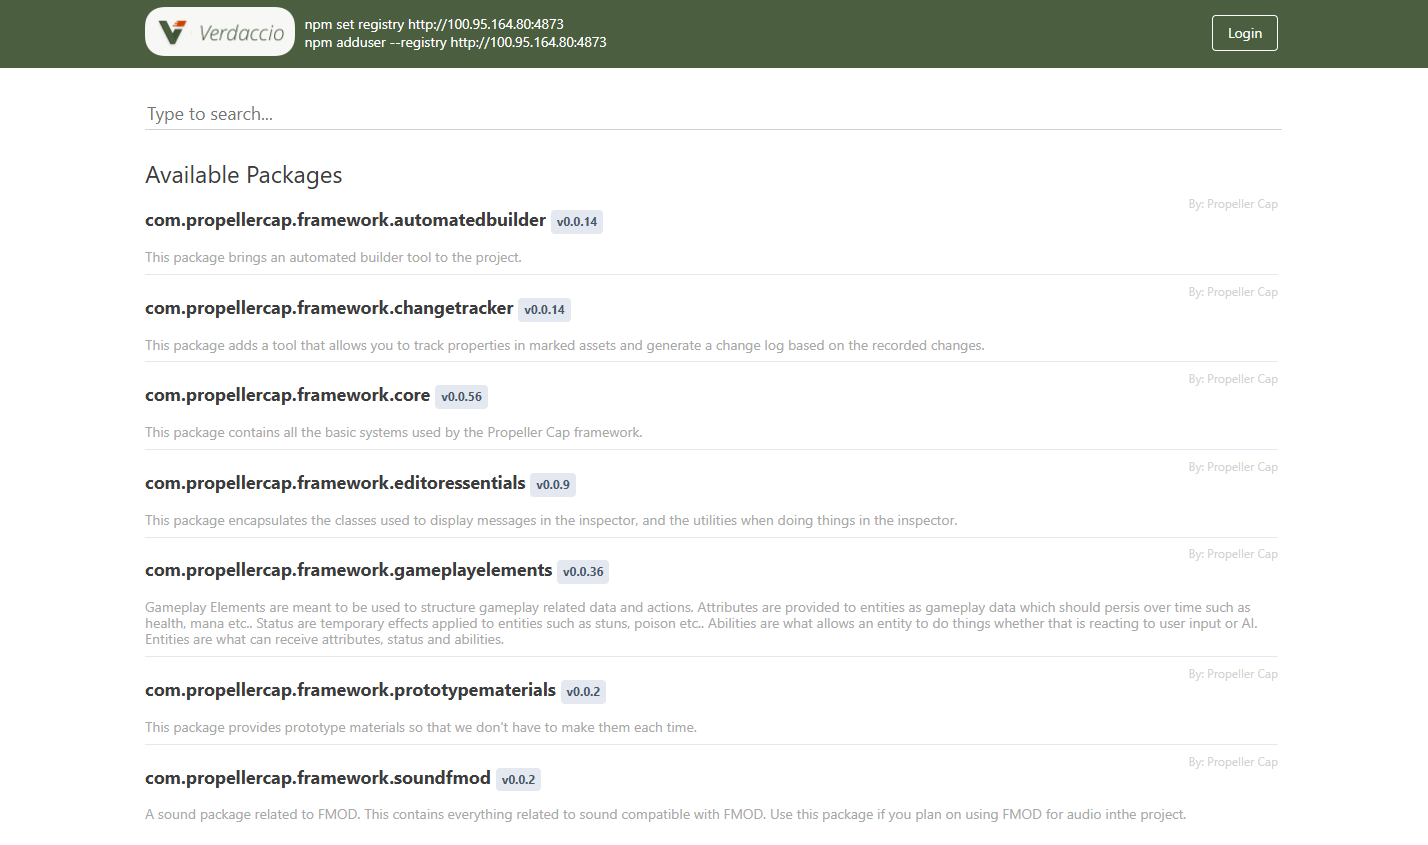 Verdaccio
npm set registry http://100.95.164.80:4873
npm adduser --registry http://100.95.164.80:4873
Login
Type to search...
Available Packages
By: Propeller Cap
com.propellercap.framework.automatedbuilder v0.0.14
This package brings an automated builder tool to the project.
By: Propeller Cap
com.propellercap.framework.changetracker v0.0.14
This package adds a tool that allows you to track properties in marked assets and generate a change log based on the recorded changes.
By: Propeller Cap
com.propellercap.framework.core v0.0.56
This package contains all the basic systems used by the Propeller Cap framework.
By: Propeller Cap
com.propellercap.framework.editoressentials v0.0.9
This package encapsulates the classes used to display messages in the inspector, and the utilities when doing things in the inspector.
By: Propeller Cap
com.propellercap.framework.gameplayelements v0.0.36
Gameplay Elements are meant to be used to structure gameplay related data and actions. Attributes are provided to entities as gameplay data which should persis over time such as
health, mana etc.. Status are temporary effects applied to entities such as stuns, poison etc.. Abilities are what allows an entity to do things whether that is reacting to user input or AI.
Entities are what can receive attributes, status and abilities.
By: Propeller Cap
com.propellercap.framework.prototypematerials v0.0.2
This package provides prototype materials so that we don't have to make them each time.
By: Propeller Cap
com.propellercap.framework.soundfmod v0.0.2
A sound package related to FMOD. This contains everything related to sound compatible with FMOD. Use this package if you plan on using FMOD for audio inthe project.